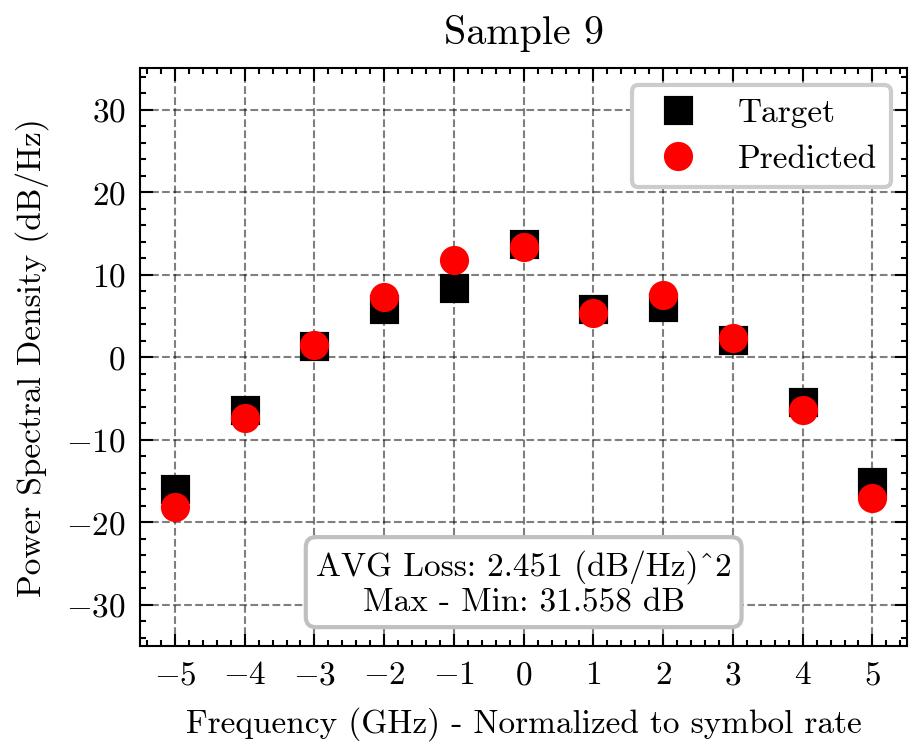 Sample 9
Power Spectral Density (dB/Hz)
30
20
10
0
−10
−20
−30
Target
Predicted
AVG Loss: 2.451 (dB/Hz)^2
Max - Min: 31.558 dB
−5 −4 −3 −2 −1 0 1 2 3 4 5
Frequency (GHz) - Normalized to symbol rate